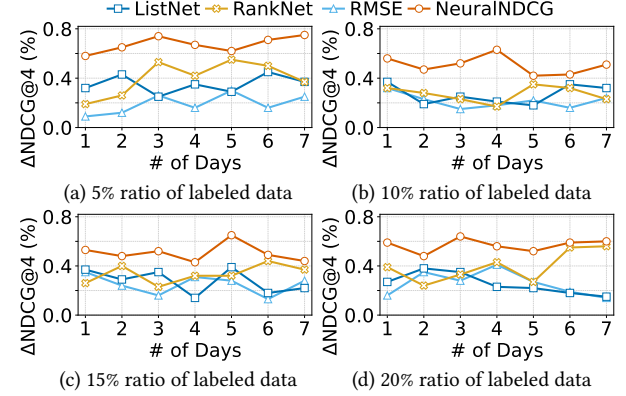 ListNet RankNet RMSE NeuralNDCG
0.8
0.4
0.0
ΔNDCG@4 (%)
1 2 3 4 5 6 7
# of Days
(a) 5% ratio of labeled data
0.8
0.4
0.0
ΔNDCG@4 (%)
1 2 3 4 5 6 7
# of Days
(b) 10% ratio of labeled data
0.8
0.4
0.0
ΔNDCG@4 (%)
1 2 3 4 5 6 7
# of Days
(c) 15% ratio of labeled data
0.8
0.4
0.0
ΔNDCG@4 (%)
1 2 3 4 5 6 7
# of Days
(d) 20% ratio of labeled data